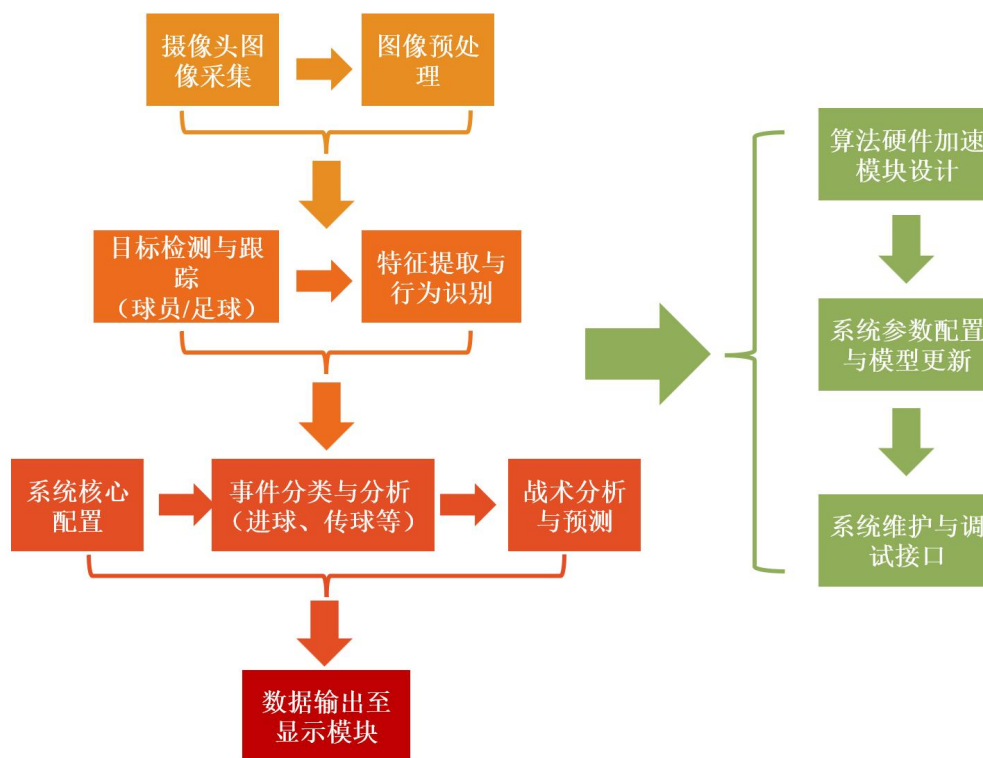 摄像头图
像采集
图像预处
理
目标检测与跟
踪
（球员/足球）
特征提取与
行为识别
系统核心
配置
事件分类与分析
（进球、传球等）
战术分析
与预测
数据输出至
显示模块
算法硬件加速
模块设计
系统参数配置
与模型更新
系统维护与调
试接口